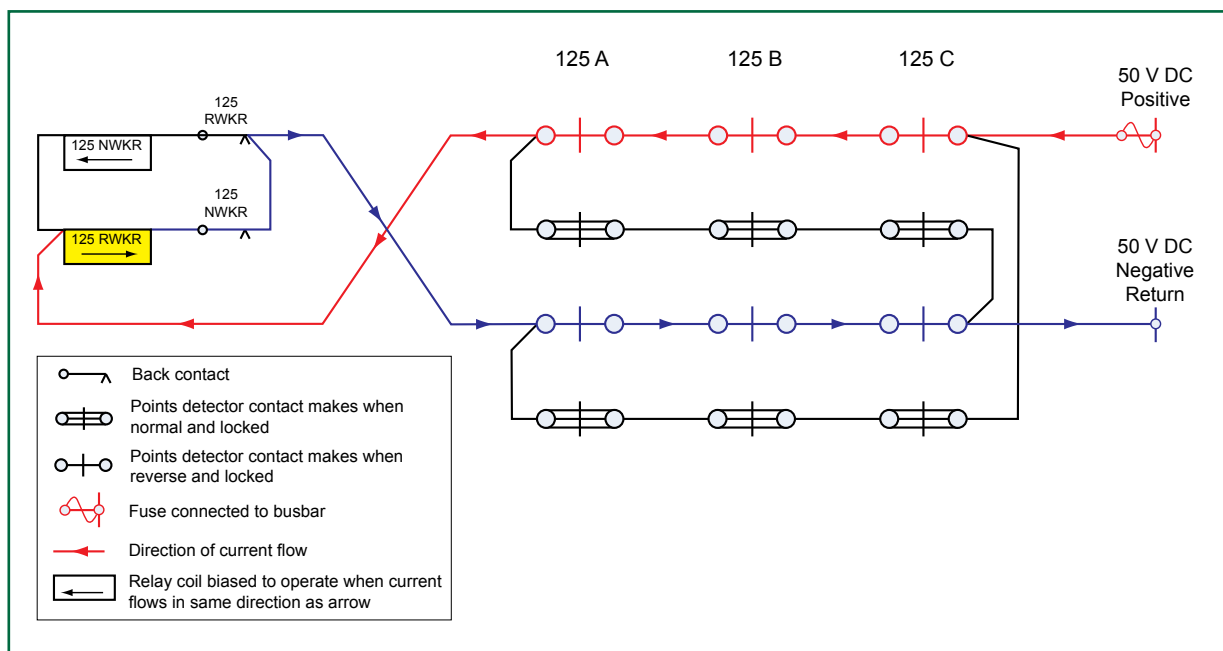 125 A
125 B
125 C
50 V DC
Positive
125
RWKR
125 NWKR
125
NWKR
125 RWKR
50 V DC
Negative
Return
Back contact
Points detector contact makes when
normal and locked
Points detector contact makes when
reverse and locked
Fuse connected to busbar
Direction of current flow
Relay coil biased to operate when current
flows in same direction as arrow